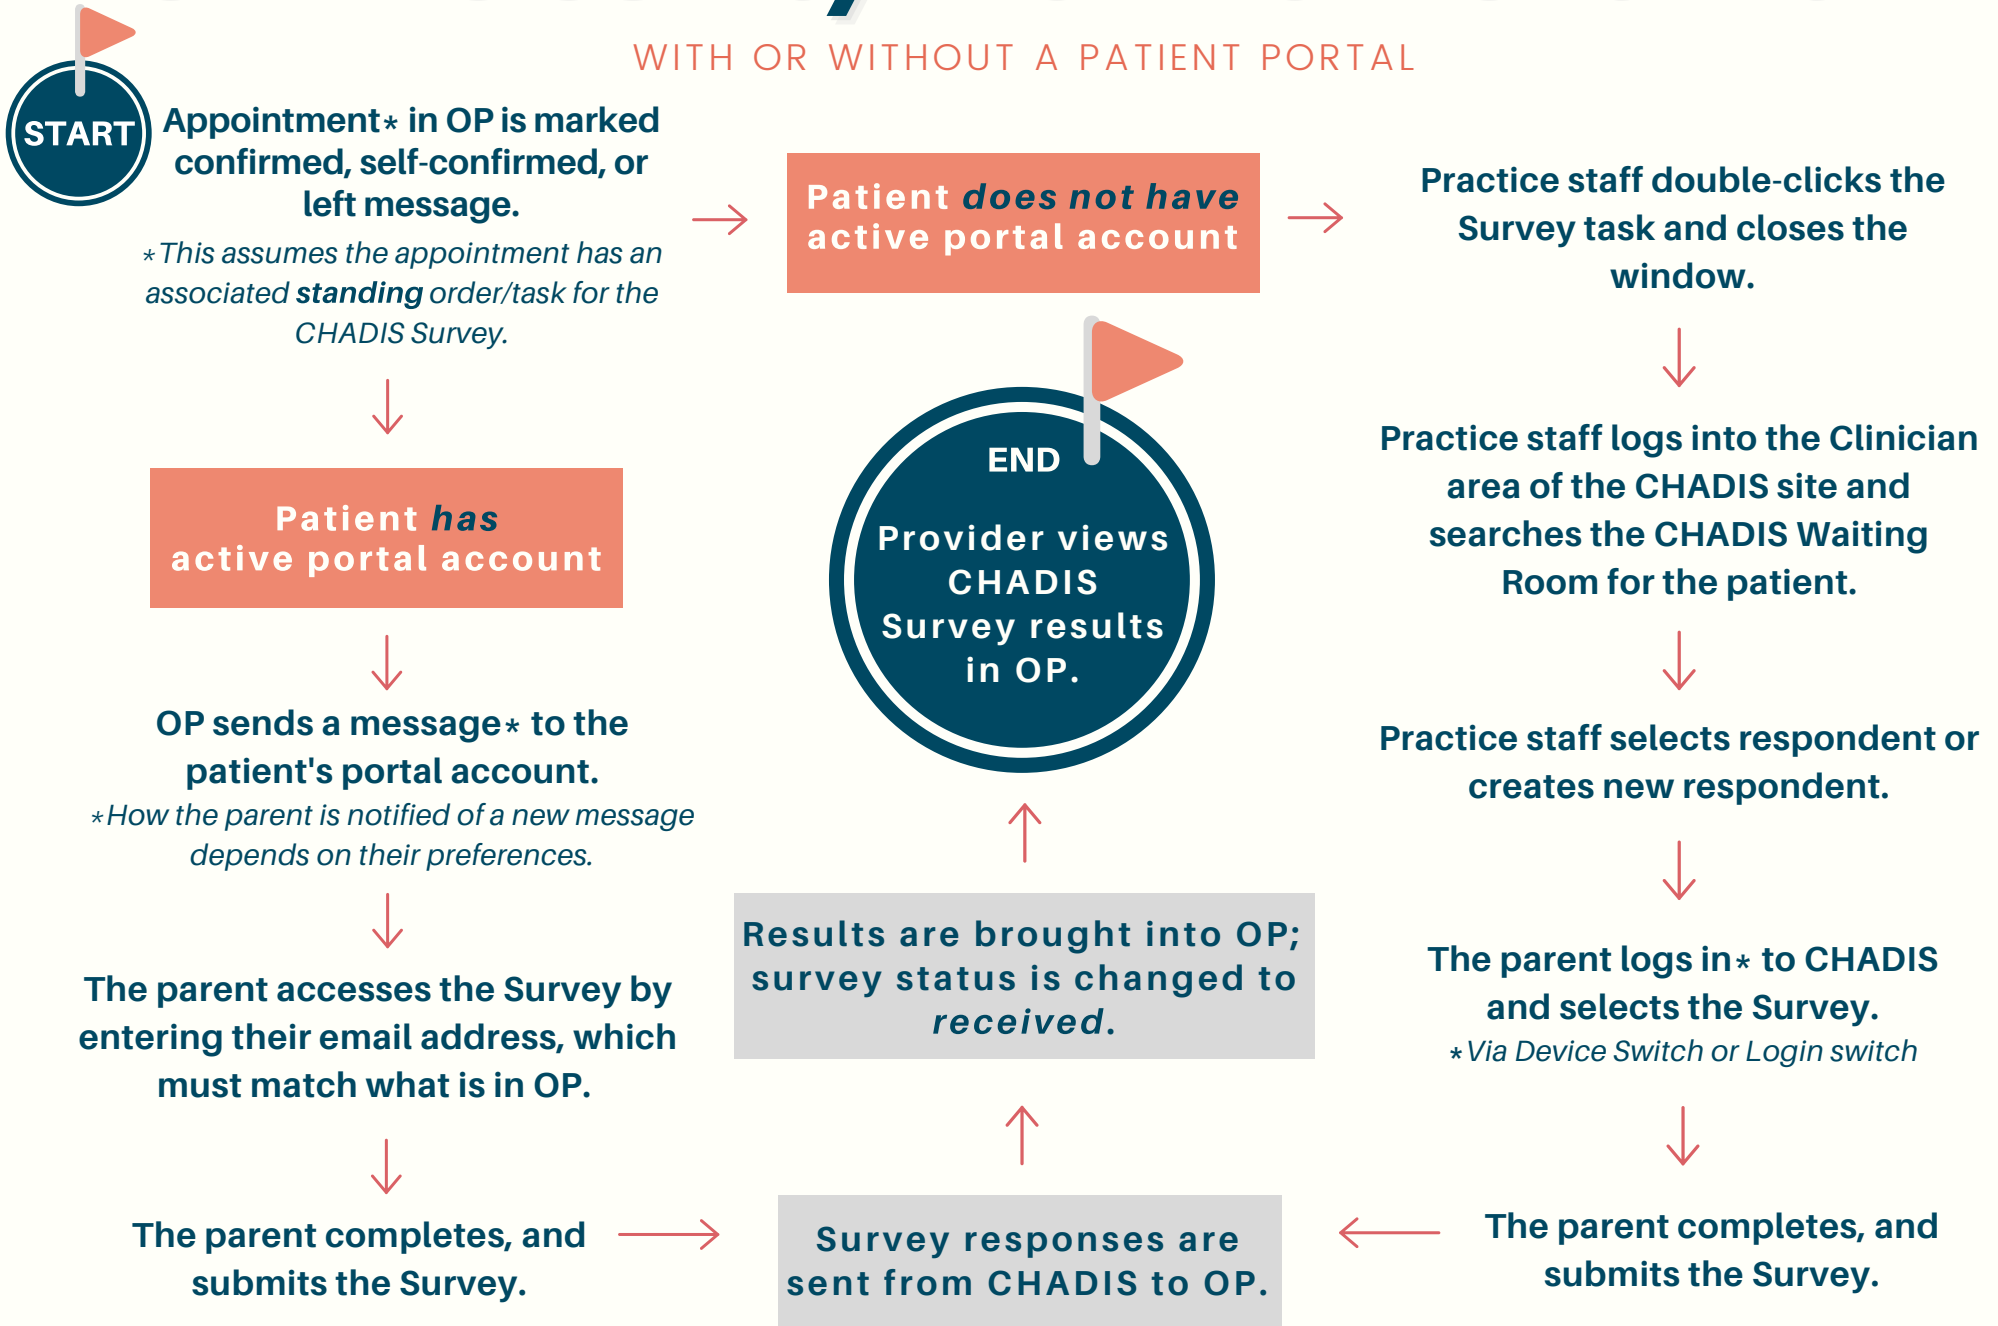 WITH OR WITHOUT A PATIENT PORTAL
START
Appointment* in OP is marked
confirmed, self-confirmed, or
left message.
*This assumes the appointment has an
associated standing order/task for the
CHADIS Survey.
Patient has
active portal account
OP sends a message* to the
patient's portal account.
*How the parent is notified of a new message
depends on their preferences.
The parent accesses the Survey by
entering their email address, which
must match what is in OP.
The parent completes, and
submits the Survey.
Patient does not have
active portal account
Practice staff double-clicks the
Survey task and closes the
window.
Practice staff logs into the Clinician
area of the CHADIS site and
searches the CHADIS Waiting
Room for the patient.
Practice staff selects respondent or
creates new respondent.
The parent logs in* to CHADIS
and selects the Survey.
*Via Device Switch or Login switch
The parent completes, and
submits the Survey.
Survey responses are
sent from CHADIS to OP.
Results are brought into OP;
survey status is changed to
received.
END
Provider views
CHADIS
Survey results
in OP.